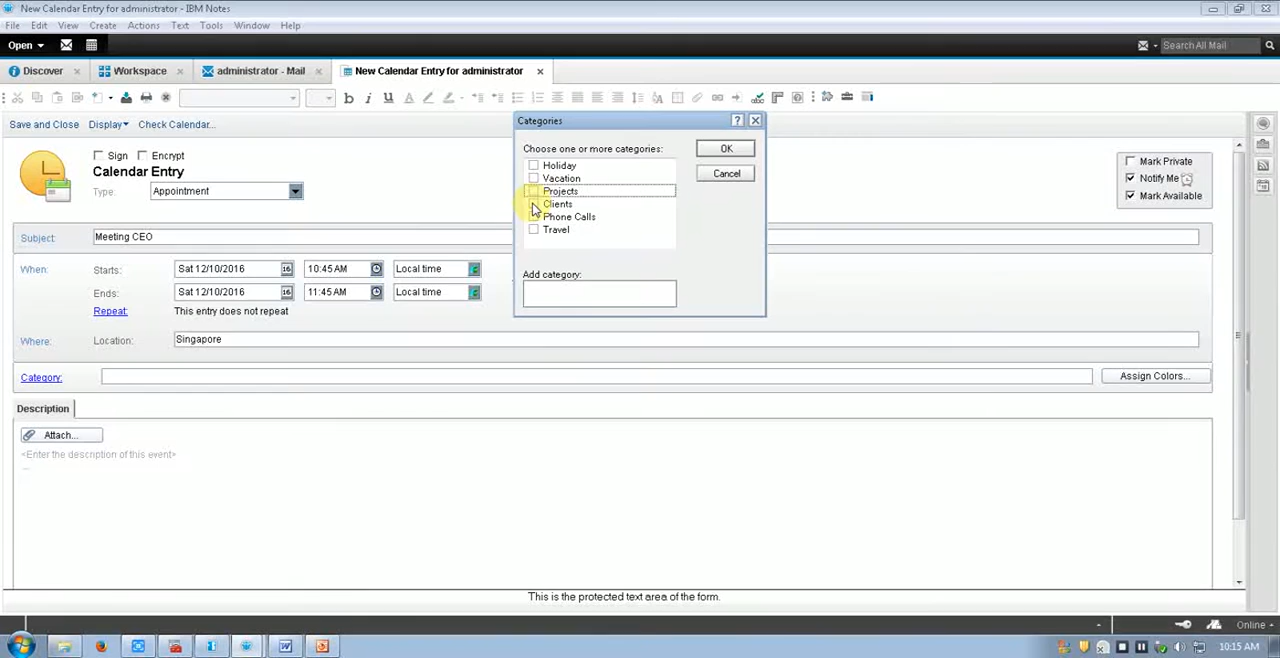 New Calendar Entry for administrator - IBM Notes
File Edit View Create Actions Text Tools Window Help
Open Search All Mail
Discover Workspace administrator - Mail New Calendar Entry for administrator
b i U A
Save and Close Display Check Calendar...
Categories
Choose one or more categories:
Holiday
Vacation
Projects
Clients
Phone Calls
Travel
OK
Cancel
Add category:
Sign Encrypt
Calendar Entry
Type: Appointment
Mark Private
Notify Me
Mark Available
Subject: Meeting CEO
When: Starts: Sat 12/10/2016 16 10:45 AM Local time
Ends: Sat 12/10/2016 16 11:45 AM Local time
Repeat: This entry does not repeat
Where: Location: Singapore
Category: Assign Colors...
Description
Attach...
<Enter the description of this event>
This is the protected text area of the form.
Online
10:15 AM